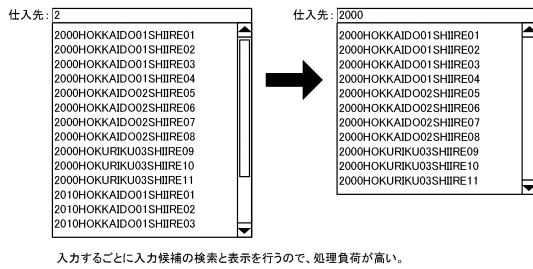 仕入先:2
2000HOKKAIDO01SHIIRE01
2000HOKKAIDO01SHIIRE02
2000HOKKAIDO01SHIIRE03
2000HOKKAIDO01SHIIRE04
2000HOKKAIDO02SHIIRE05
2000HOKKAIDO02SHIIRE06
2000HOKKAIDO02SHIIRE07
2000HOKKAIDO02SHIIRE08
2000HOKURIKU03SHIIRE09
2000HOKURIKU03SHIIRE10
2000HOKURIKU03SHIIRE11
2010HOKKAIDO01SHIIRE01
2010HOKKAIDO01SHIIRE02
2010HOKKAIDO01SHIIRE03
仕入先:2000
2000HOKKAIDO01SHIIRE01
2000HOKKAIDO01SHIIRE02
2000HOKKAIDO01SHIIRE03
2000HOKKAIDO01SHIIRE04
2000HOKKAIDO02SHIIRE05
2000HOKKAIDO02SHIIRE06
2000HOKKAIDO02SHIIRE07
2000HOKKAIDO02SHIIRE08
2000HOKURIKU03SHIIRE09
2000HOKURIKU03SHIIRE10
2000HOKURIKU03SHIIRE11
入力するごとに入力候補の検索と表示を行うので、処理負荷が高い。